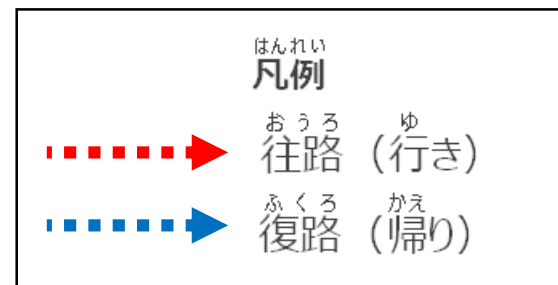 はんれい
凡例
おうろ ゆ
往路（行き）
ふくろ かえ
復路（帰り）